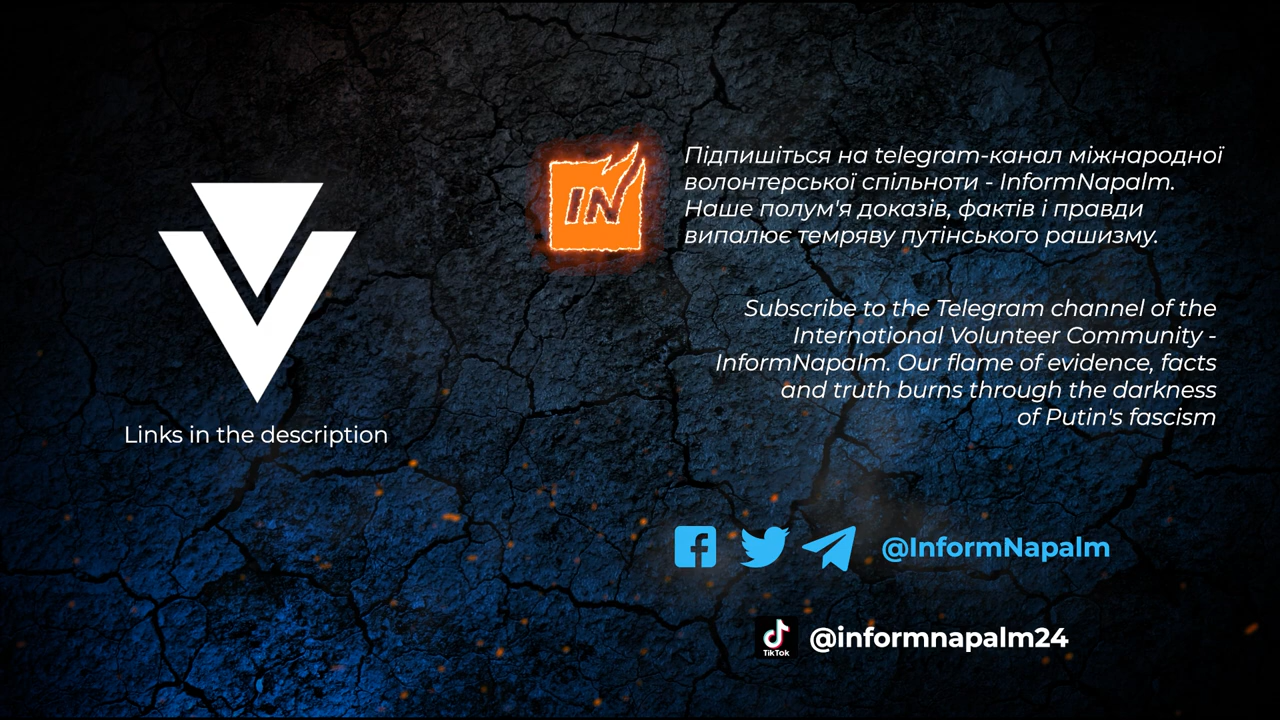 IN
Підпишіться на telegram-канал міжнародної
волонтерської спільноти - InformNapalm.
Наше полум'я доказів, фактів і правди
випалює темряву путінського рашизму.
Subscribe to the Telegram channel of the
International Volunteer Community -
InformNapalm. Our flame of evidence, facts
and truth burns through the darkness
of Putin's fascism
Links in the description
@InformNapalm
TikTok
@informnapalm24